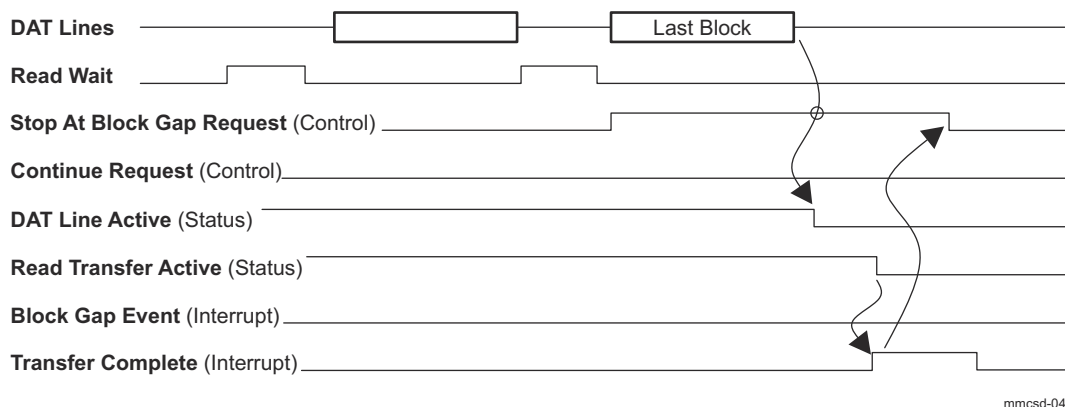 DAT Lines
Last Block
Read Wait
Stop At Block Gap Request (Control)
Continue Request (Control)
DAT Line Active (Status)
Read Transfer Active (Status)
Block Gap Event (Interrupt)
Transfer Complete (Interrupt)
mmcsd-04